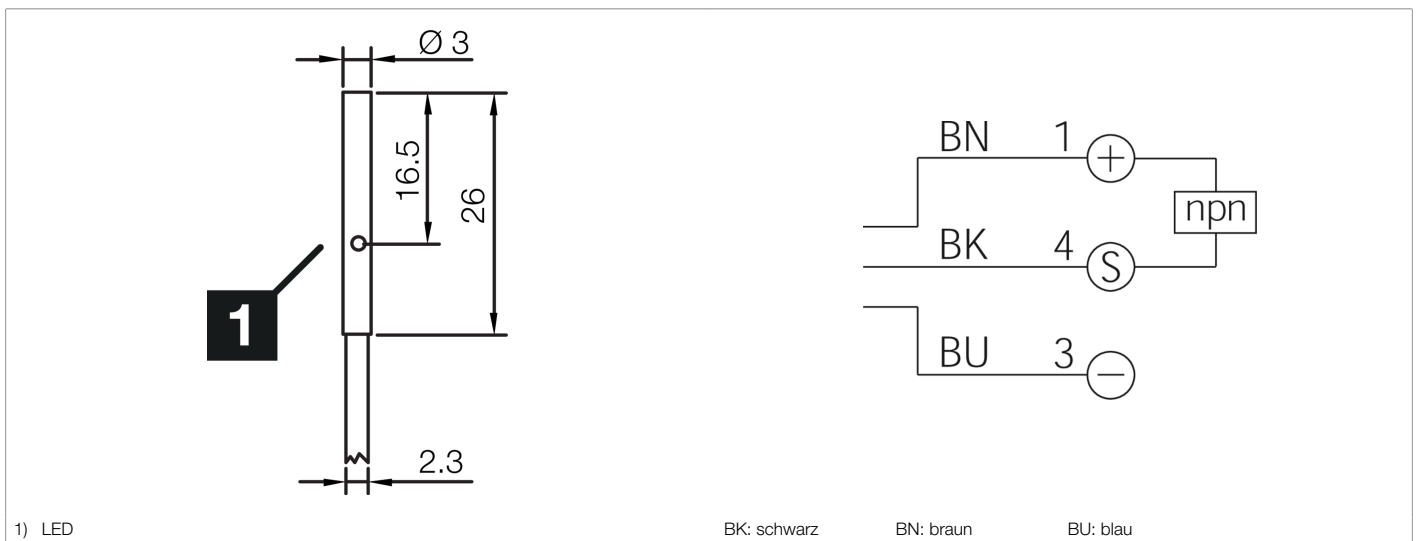 Ø 3
16.5
26
1
2.3
BN 1 +
npn
BK 4 S
BU 3 −
1) LED
BK: schwarz BN: braun BU: blau